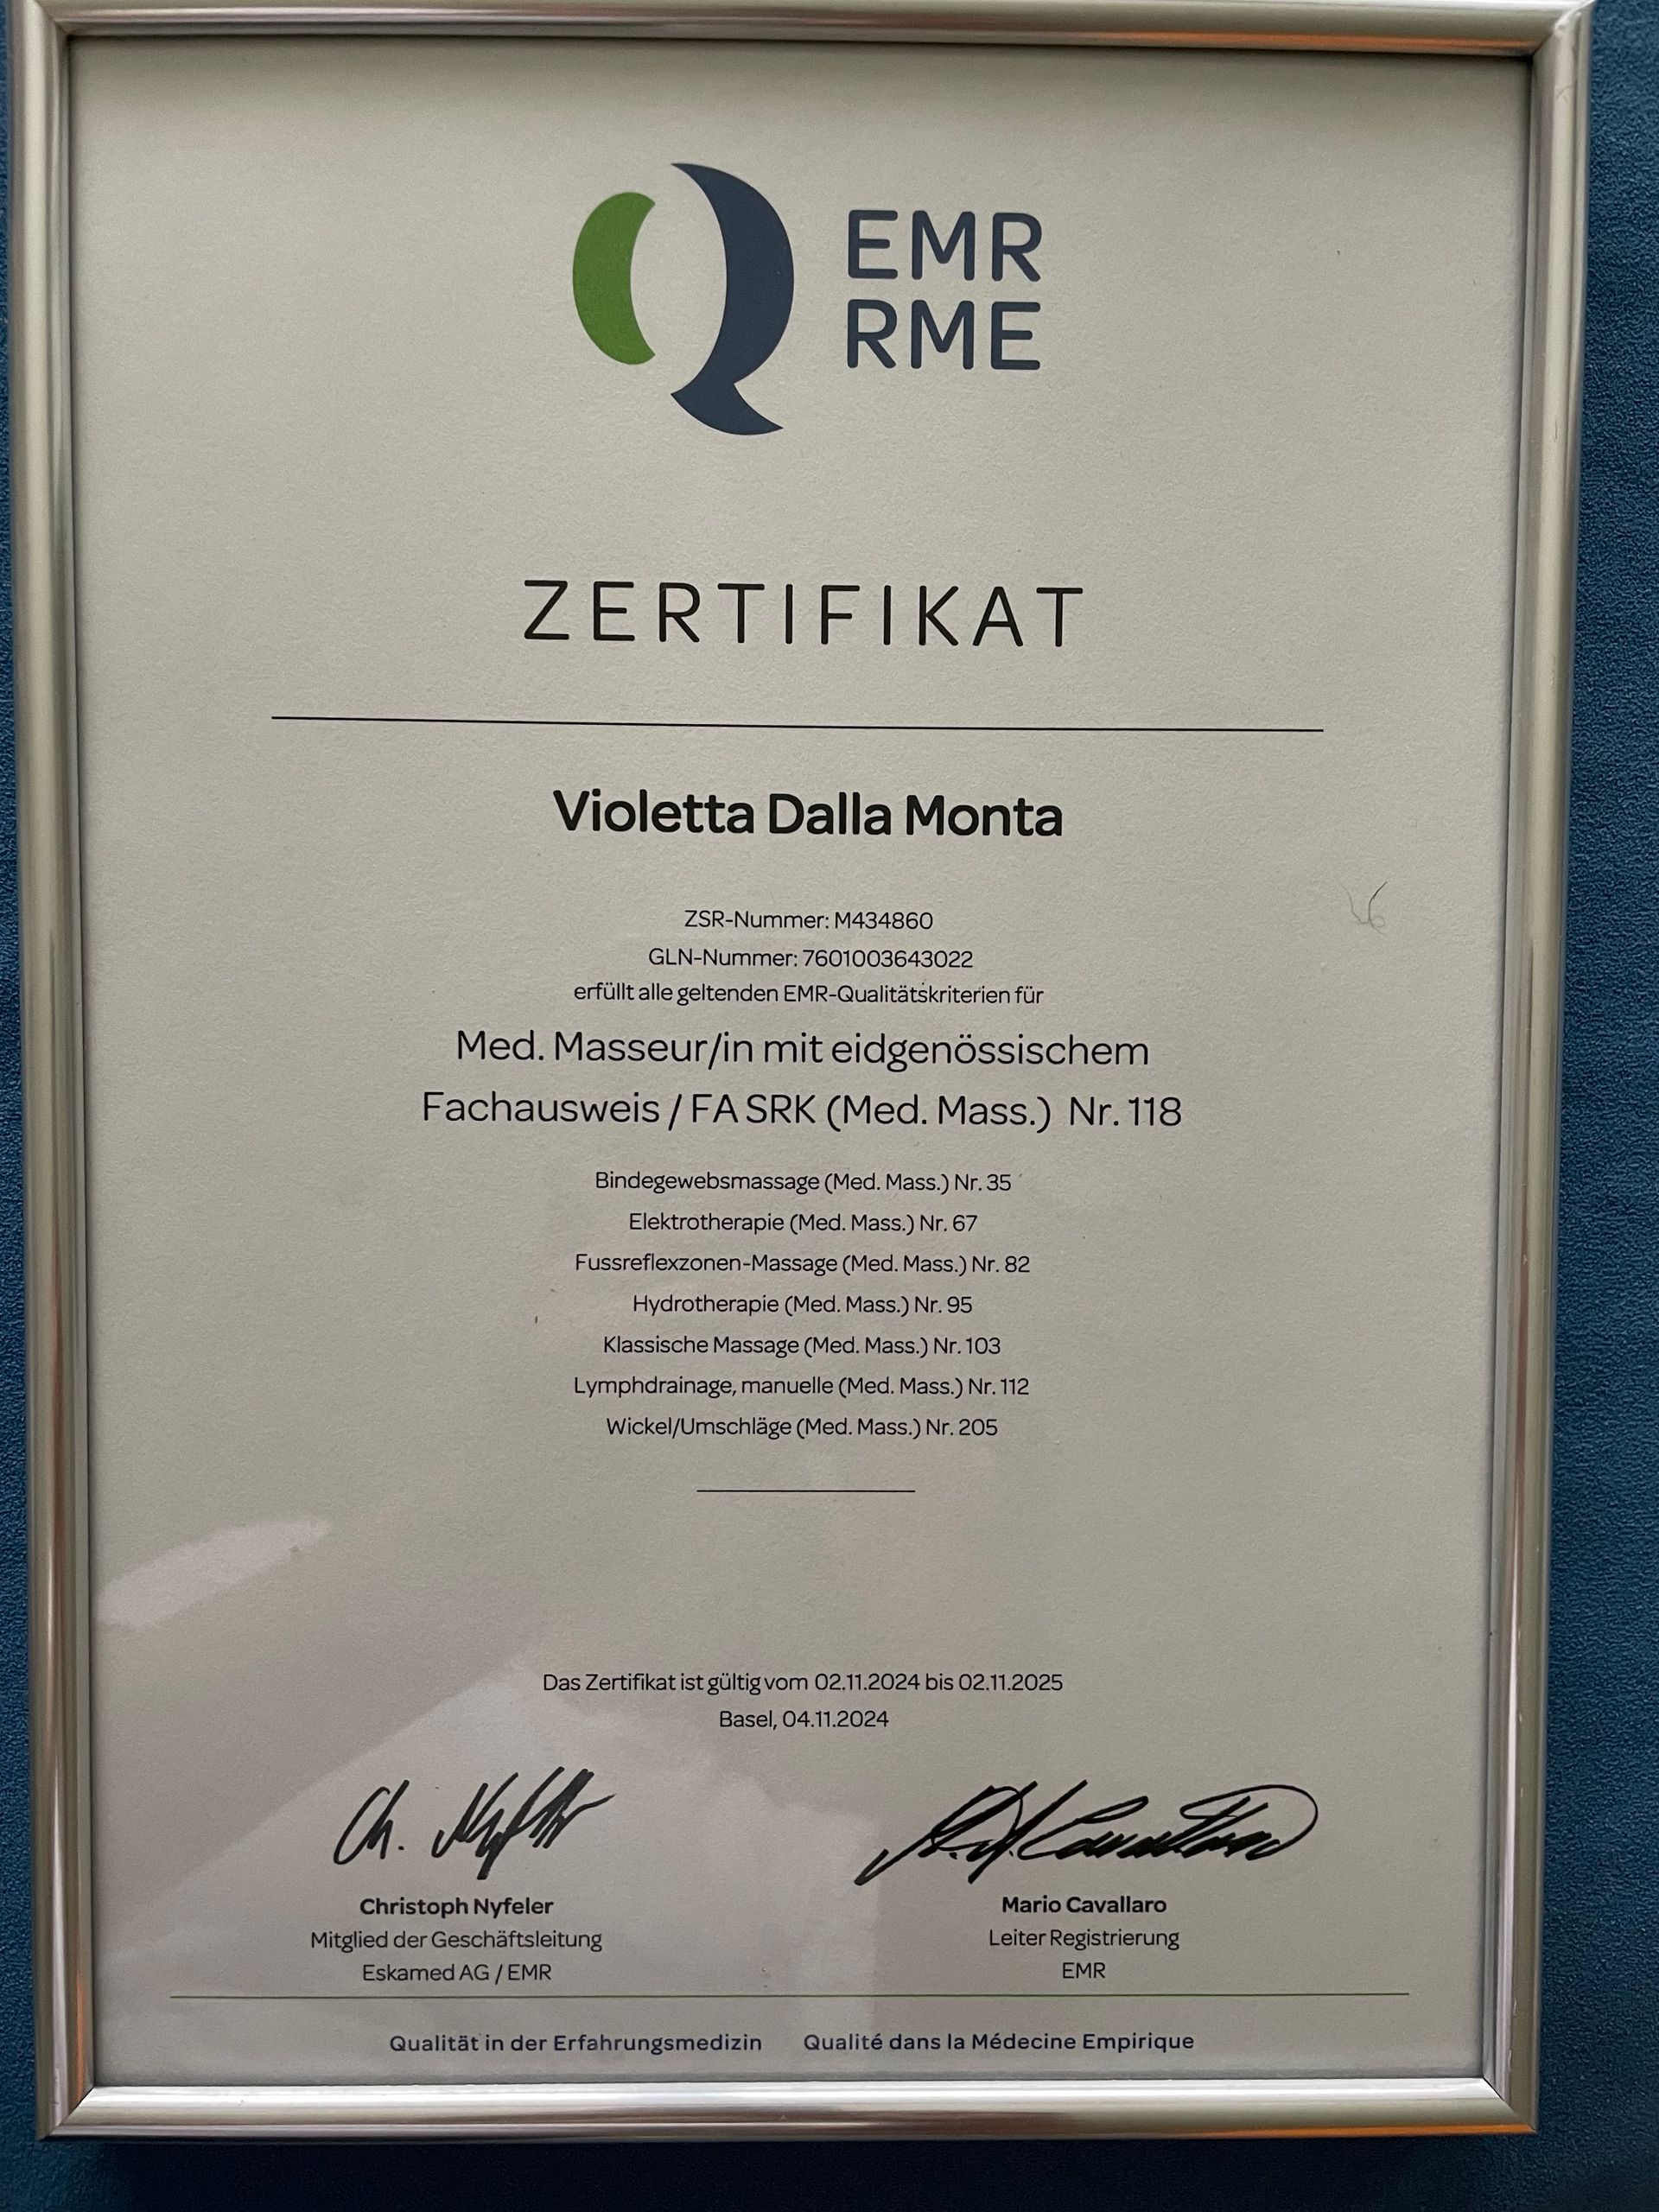 EMR
RME
ZERTIFIKAT
Violetta Dalla Monta
ZSR-Nummer: M434860
GLN-Nummer: 7601003643022
erfüllt alle geltenden EMR-Qualitätskriterien für
Med. Masseur/in mit eidgenössischem
Fachausweis / FA SRK (Med. Mass.) Nr. 118
Bindegewebsmassage (Med. Mass.) Nr. 35
Elektrotherapie (Med. Mass.) Nr. 67
Fussreflexzonen-Massage (Med. Mass.) Nr. 82
Hydrotherapie (Med. Mass.) Nr. 95
Klassische Massage (Med. Mass.) Nr. 103
Lymphdrainage, manuelle (Med. Mass.) Nr. 112
Wickel/Umschläge (Med. Mass.) Nr. 205
Das Zertifikat ist gültig vom 02.11.2024 bis 02.11.2025
Basel, 04.11.2024
Christoph Nyfeler
Mitglied der Geschäftsleitung
Eskamed AG / EMR
Mario Cavallaro
Leiter Registrierung
EMR
Qualität in der Erfahrungsmedizin Qualité dans la Médecine Empirique